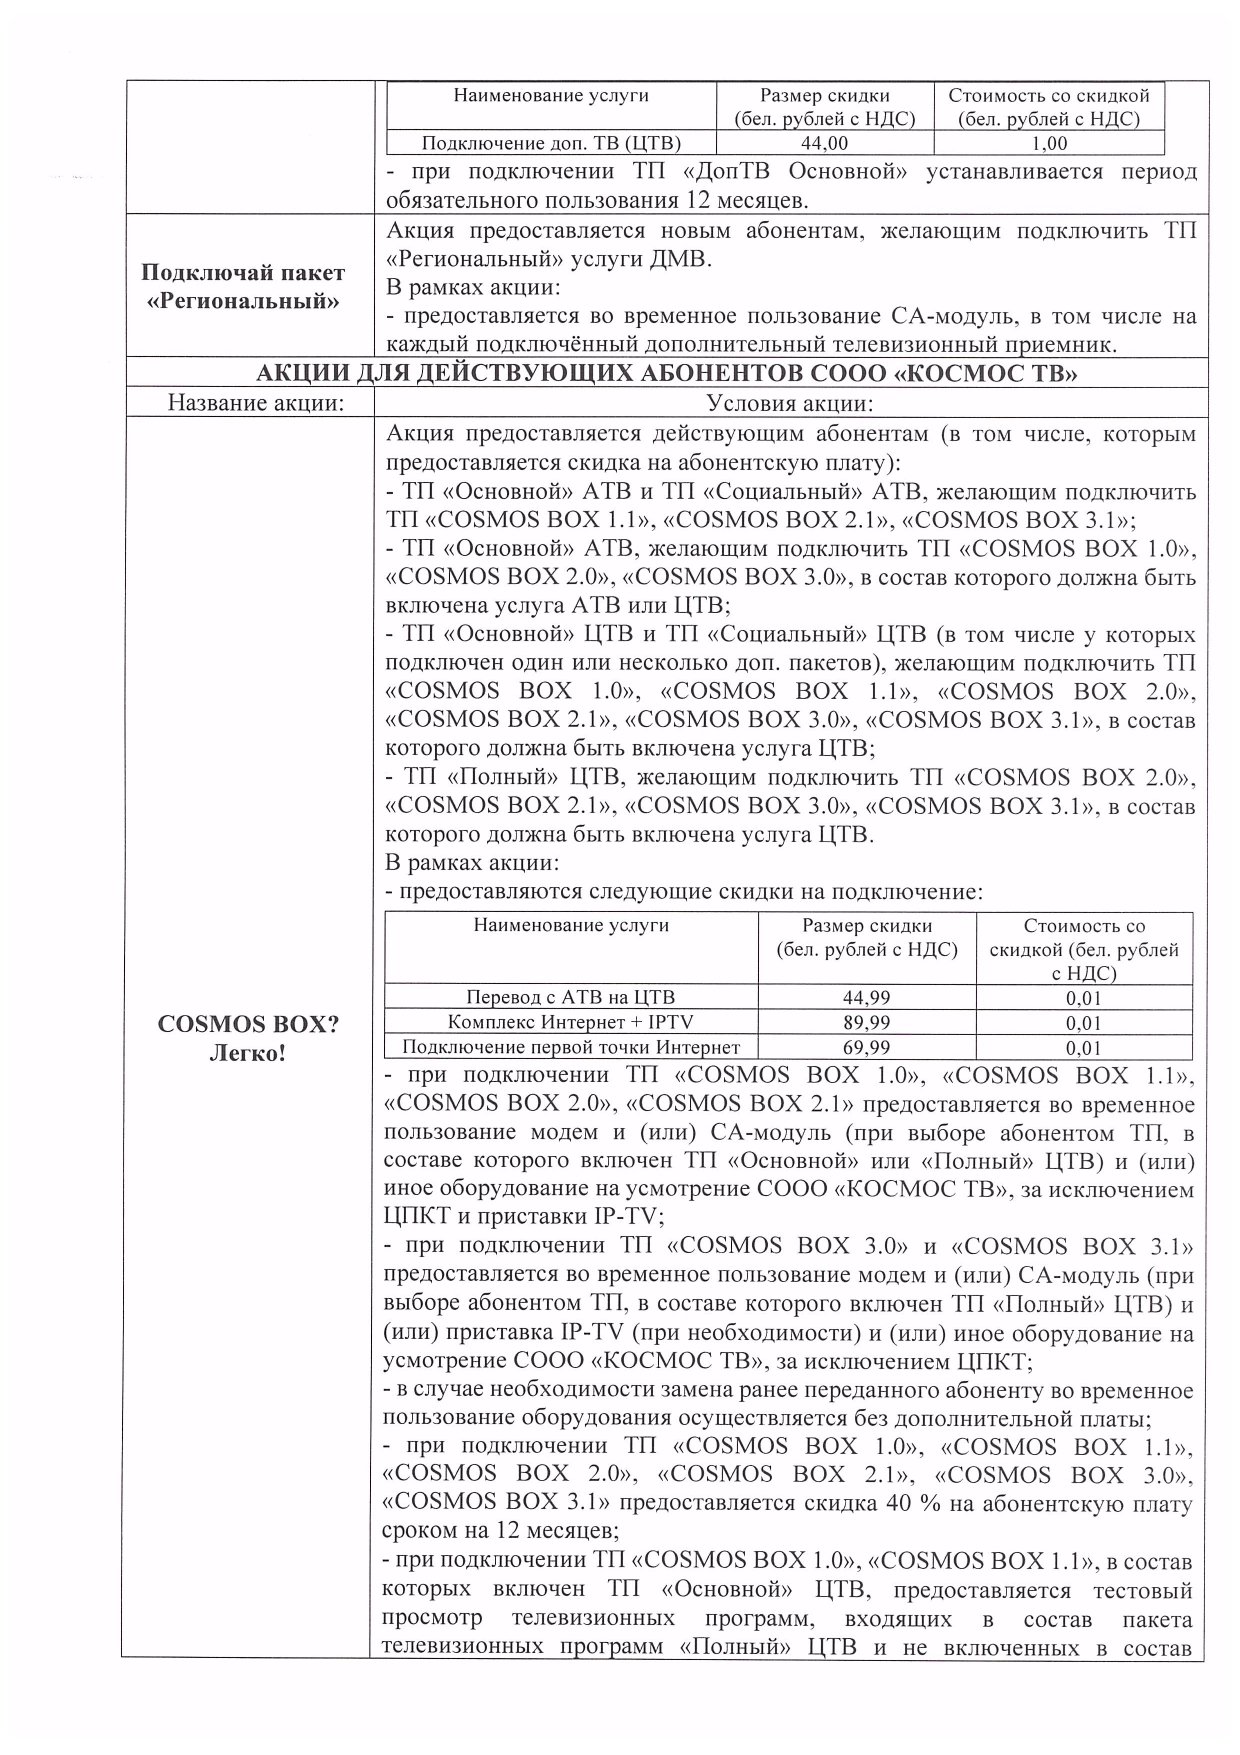 Наименование услуги
Размер скидки
(бел. рублей с НДС)
Стоимость со скидкой
(бел. рублей с НДС)
Подключение доп. ТВ (ЦТВ)
44,00
1,00
- при подключении ТП «ДопТВ Основной» устанавливается период
обязательного пользования 12 месяцев.
Подключай пакет
«Региональный»
Акция предоставляется новым абонентам, желающим подключить ТП
«Региональный» услуги ДМВ.
В рамках акции:
- предоставляется во временное пользование СА-модуль, в том числе на
каждый подключённый дополнительный телевизионный приемник.
АКЦИИ ДЛЯ ДЕЙСТВУЮЩИХ АБОНЕНТОВ СООО «КОСМОС ТВ»
Название акции:
Условия акции:
COSMOS BOX?
Легко!
Акция предоставляется действующим абонентам (в том числе, которым
предоставляется скидка на абонентскую плату):
- ТП «Основной» АТВ и ТП «Социальный» АТВ, желающим подключить
ТП «COSMOS BOX 1.1», «COSMOS BOX 2.1», «COSMOS BOX 3.1»;
- ТП «Основной» АТВ, желающим подключить ТП «COSMOS BOX 1.0»,
«COSMOS BOX 2.0», «COSMOS BOX 3.0», в состав которого должна быть
включена услуга АТВ или ЦТВ;
- ТП «Основной» ЦТВ и ТП «Социальный» ЦТВ (в том числе у которых
подключен один или несколько доп. пакетов), желающим подключить ТП
«COSMOS BOX 1.0», «COSMOS BOX 1.1», «COSMOS BOX 2.0»,
«COSMOS BOX 2.1», «COSMOS BOX 3.0», «COSMOS BOX 3.1», в состав
которого должна быть включена услуга ЦТВ;
- ТП «Полный» ЦТВ, желающим подключить ТП «COSMOS BOX 2.0»,
«COSMOS BOX 2.1», «COSMOS BOX 3.0», «COSMOS BOX 3.1», в состав
которого должна быть включена услуга ЦТВ.
В рамках акции:
- предоставляются следующие скидки на подключение:
Наименование услуги
Размер скидки
(бел. рублей с НДС)
Стоимость со
скидкой (бел. рублей
с НДС)
Перевод с АТВ на ЦТВ
44,99
0,01
Комплекс Интернет + IPTV
89,99
0,01
Подключение первой точки Интернет
69,99
0,01
- при подключении ТП «COSMOS BOX 1.0», «COSMOS BOX 1.1»,
«COSMOS BOX 2.0», «COSMOS BOX 2.1» предоставляется во временное
пользование модем и (или) СА-модуль (при выборе абонентом ТП, в
составе которого включен ТП «Основной» или «Полный» ЦТВ) и (или)
иное оборудование на усмотрение СООО «КОСМОС ТВ», за исключением
ЦПКТ и приставки IP-TV;
- при подключении ТП «COSMOS BOX 3.0» и «COSMOS BOX 3.1»
предоставляется во временное пользование модем и (или) СА-модуль (при
выборе абонентом ТП, в составе которого включен ТП «Полный» ЦТВ) и
(или) приставка IP-TV (при необходимости) и (или) иное оборудование на
усмотрение СООО «КОСМОС ТВ», за исключением ЦПКТ;
- в случае необходимости замена ранее переданного абоненту во временное
пользование оборудования осуществляется без дополнительной платы;
- при подключении ТП «COSMOS BOX 1.0», «COSMOS BOX 1.1»,
«COSMOS BOX 2.0», «COSMOS BOX 2.1», «COSMOS BOX 3.0»,
«COSMOS BOX 3.1» предоставляется скидка 40 % на абонентскую плату
сроком на 12 месяцев;
- при подключении ТП «COSMOS BOX 1.0», «COSMOS BOX 1.1», в состав
которых включен ТП «Основной» ЦТВ, предоставляется тестовый
просмотр телевизионных программ, входящих в состав пакета
телевизионных программ «Полный» ЦТВ и не включенных в состав